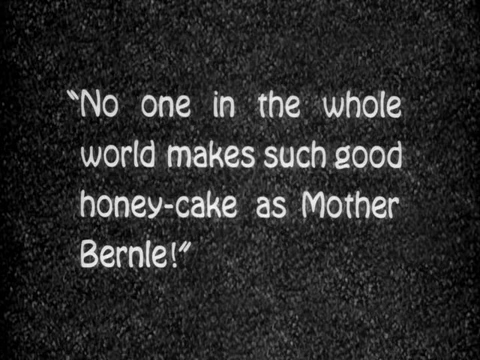 "No one in the whole
world makes such good
honey-cake as Mother
Bernle!"